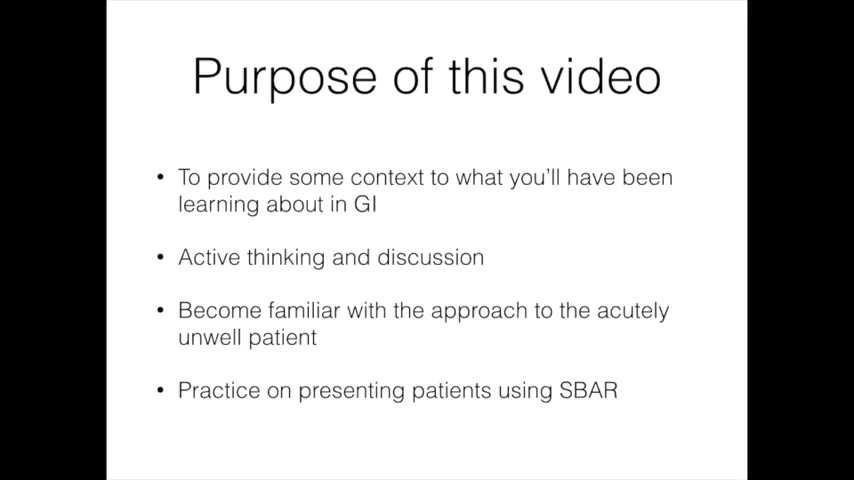 Purpose of this video
• To provide some context to what you'll have been
learning about in GI
• Active thinking and discussion
• Become familiar with the approach to the acutely
unwell patient
• Practice on presenting patients using SBAR